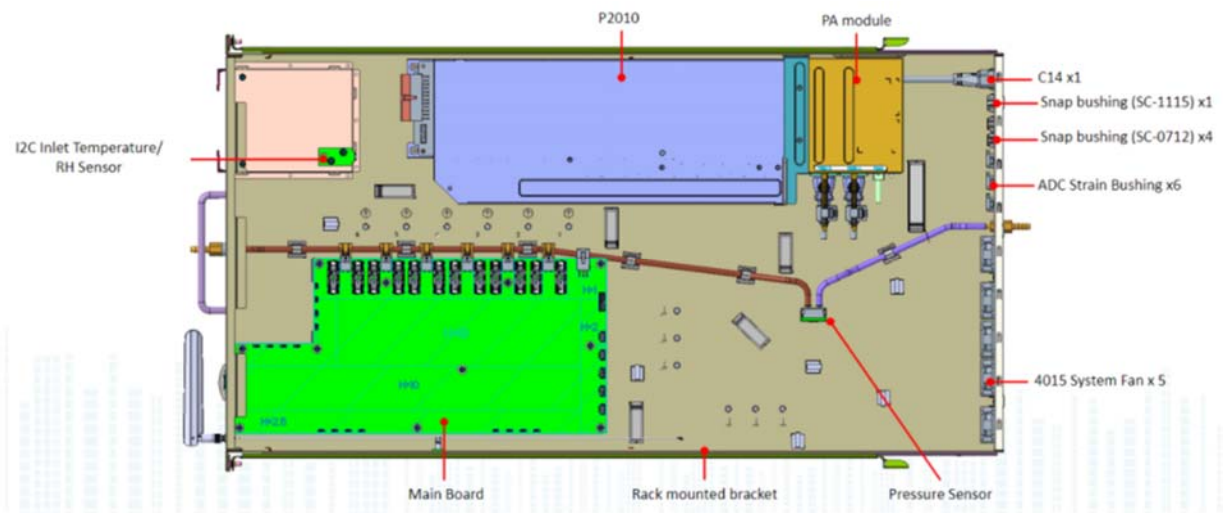 P2010
PA module
C14 x1
Snap bushing (SC-1115) x1
Snap bushing (SC-0712) x4
I2C Inlet Temperature/
RH Sensor
ADC Strain Bushing x6
4015 System Fan x 5
Main Board
Rack mounted bracket
Pressure Sensor